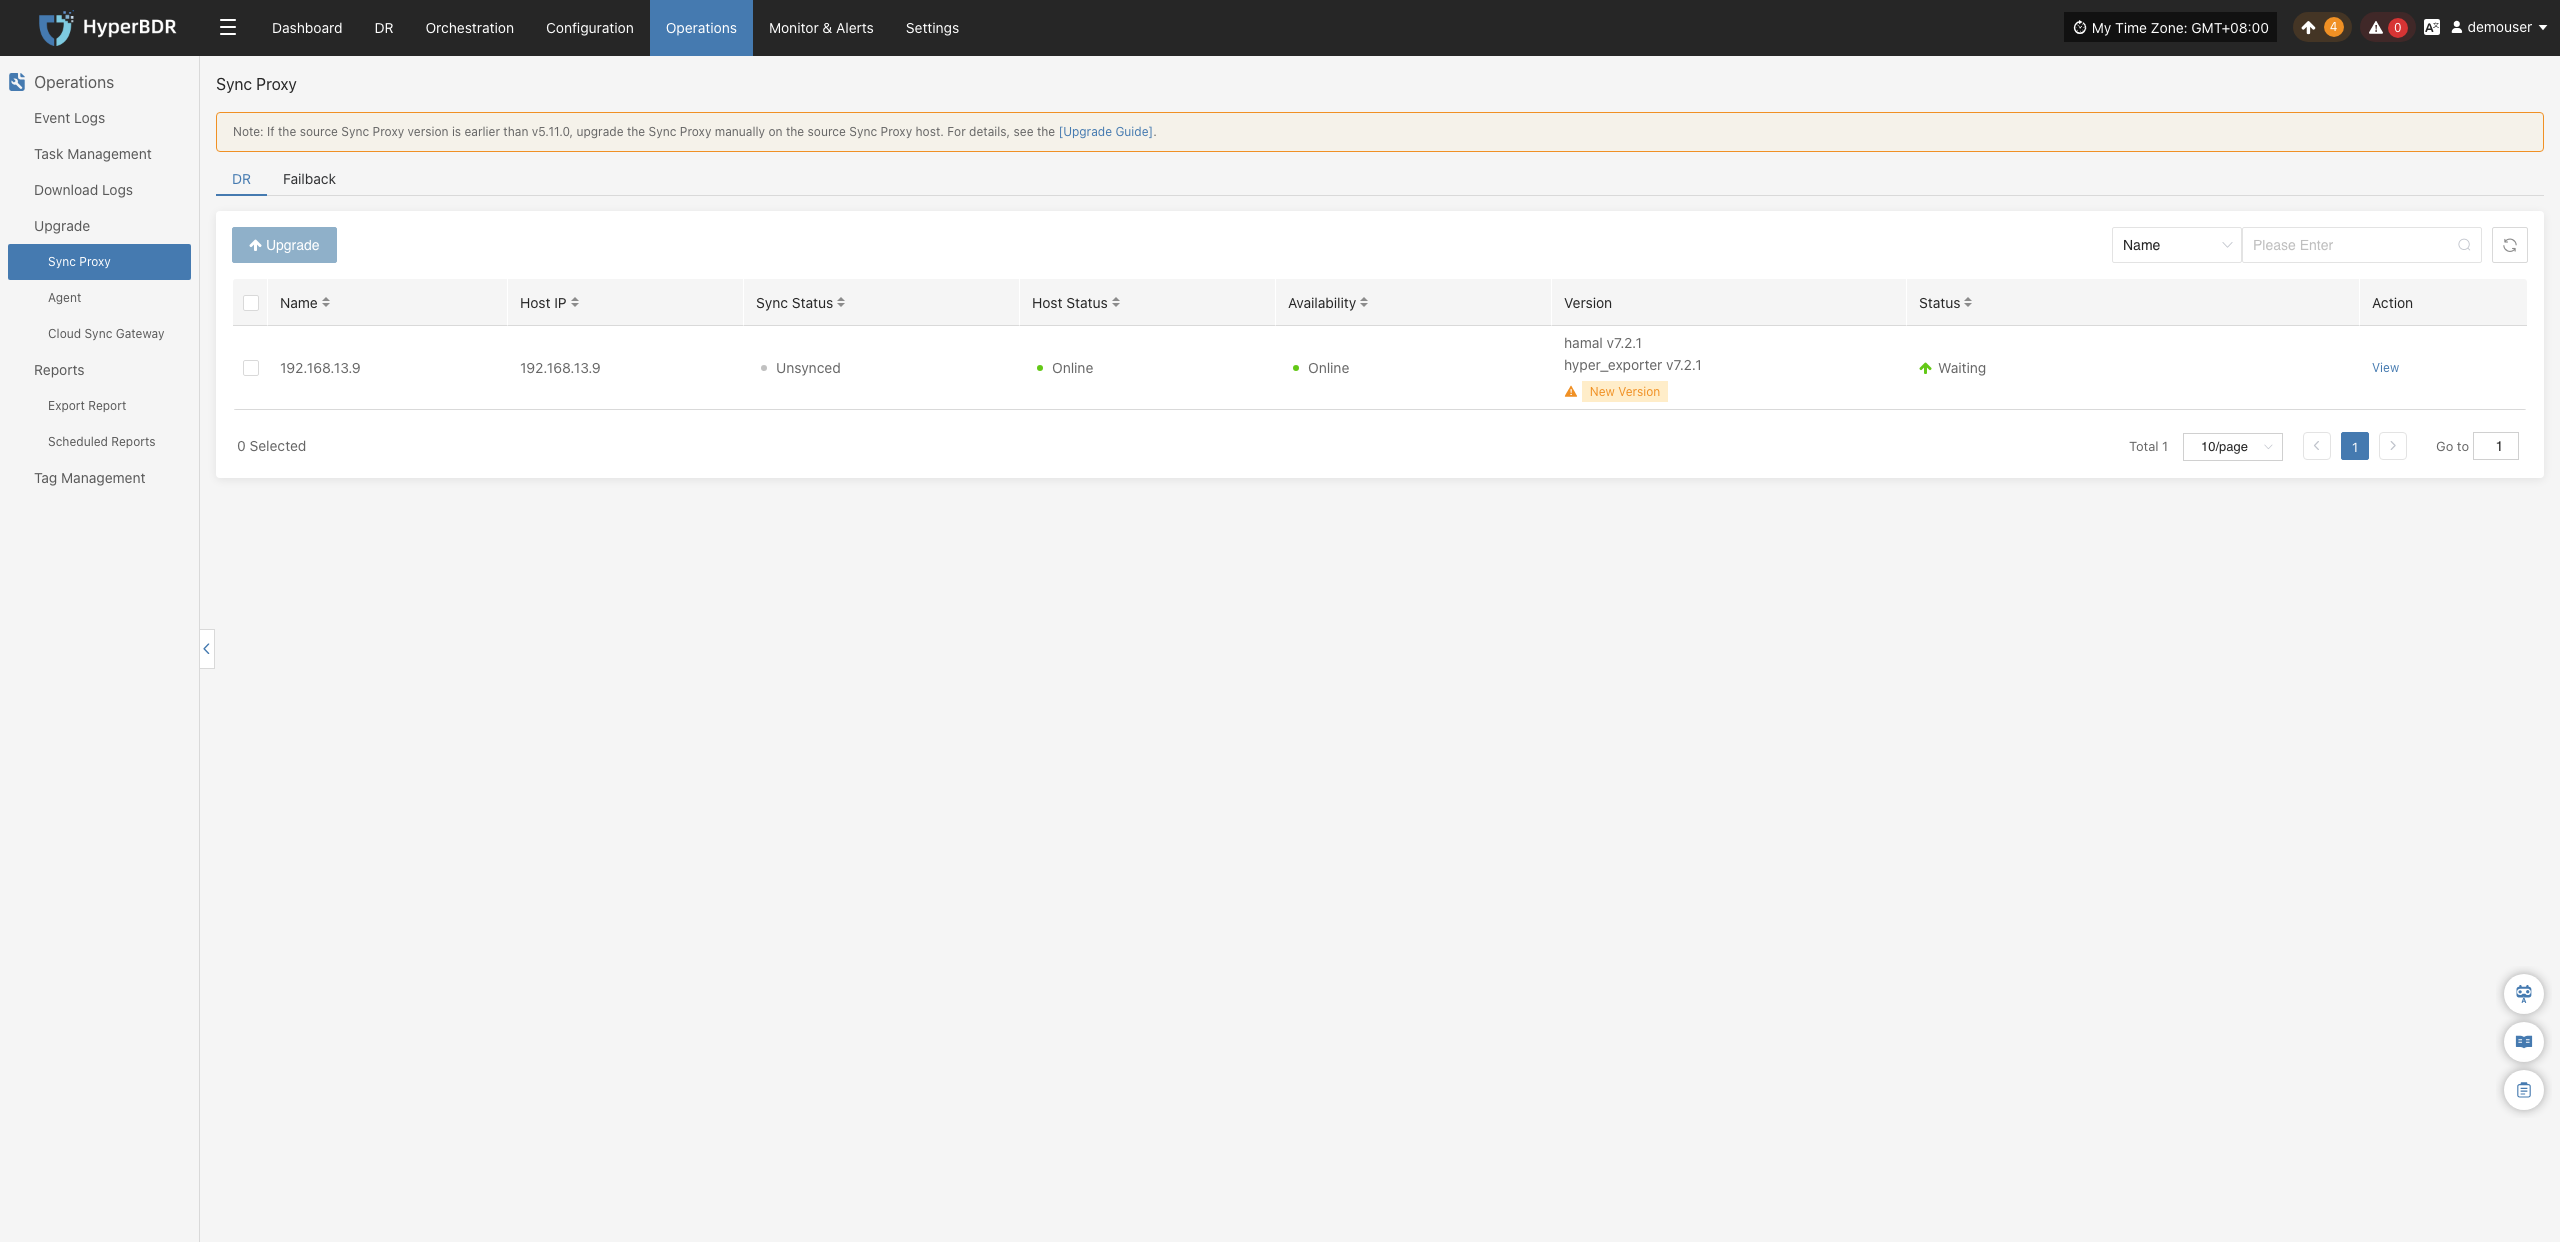 HyperBDR
Dashboard DR Orchestration Configuration Operations Monitor & Alerts Settings
My Time Zone: GMT+08:00 4 0 demouser
Operations
Event Logs
Task Management
Download Logs
Upgrade
Sync Proxy
Agent
Cloud Sync Gateway
Reports
Export Report
Scheduled Reports
Tag Management
Sync Proxy
Note: If the source Sync Proxy version is earlier than v5.11.0, upgrade the Sync Proxy manually on the source Sync Proxy host. For details, see the [Upgrade Guide].
DR Failback
Upgrade
Name Please Enter
Name Host IP Sync Status Host Status Availability Version Status Action
192.168.13.9 192.168.13.9 Unsynced Online Online
hamal v7.2.1
hyper_exporter v7.2.1
New Version
Waiting View
0 Selected
Total 1 10/page 1 Go to 1